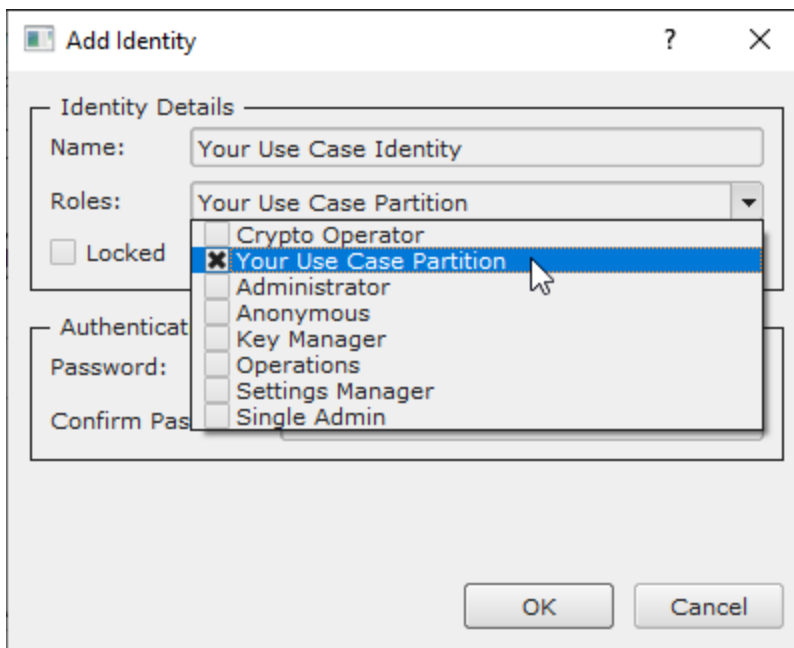 Add Identity
?
Identity Details
Name: Your Use Case Identity
Roles: Your Use Case Partition
Crypto Operator
Locked
Your Use Case Partition
Administrator
Anonymous
Authenticat
Key Manager
Password:
Operations
Settings Manager
Confirm Pas
Single Admin
OK Cancel